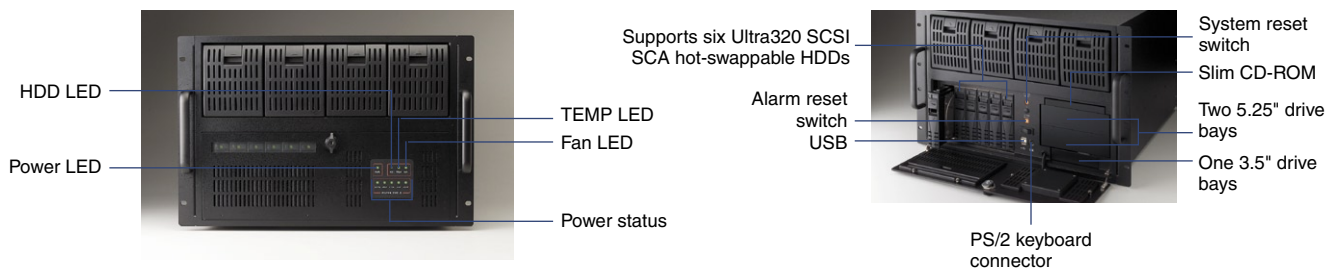 HDD LED
Power LED
TEMP LED
Fan LED
Power status
Supports six Ultra320 SCSI
SCA hot-swappable HDDs
Alarm reset
switch
USB
System reset
switch
Slim CD-ROM
Two 5.25" drive
bays
One 3.5" drive
bays
PS/2 keyboard
connector